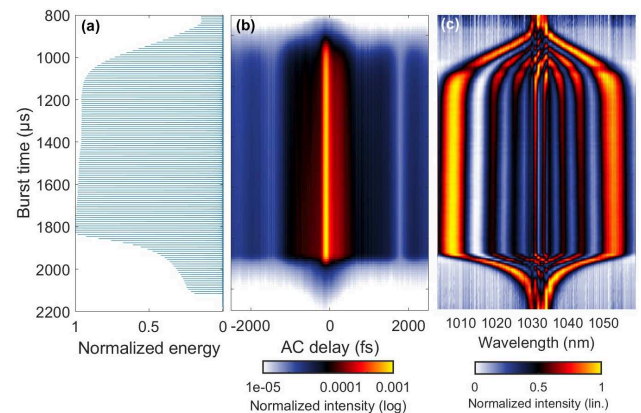 (a)
(b)
(c)
800
1000
1200
1400
1600
1800
2000
2200
Burst time (µs)
1 0.5 0
Normalized energy
-2000 0 2000
AC delay (fs)
1010 1020 1030 1040 1050
Wavelength (nm)
1e-05 0.0001 0.001
Normalized intensity (log)
0 0.5 1
Normalized intensity (lin.)